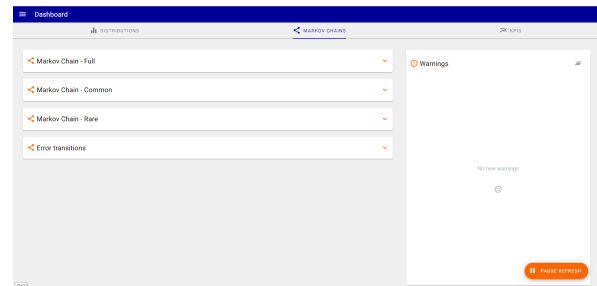 Dashboard
DISTRIBUTIONS
MARKOV CHAINS
KPIS
Markov Chain - Full
Markov Chain - Common
Markov Chain - Rare
Error transitions
Warnings
No new warnings
PAUSE REFRESH